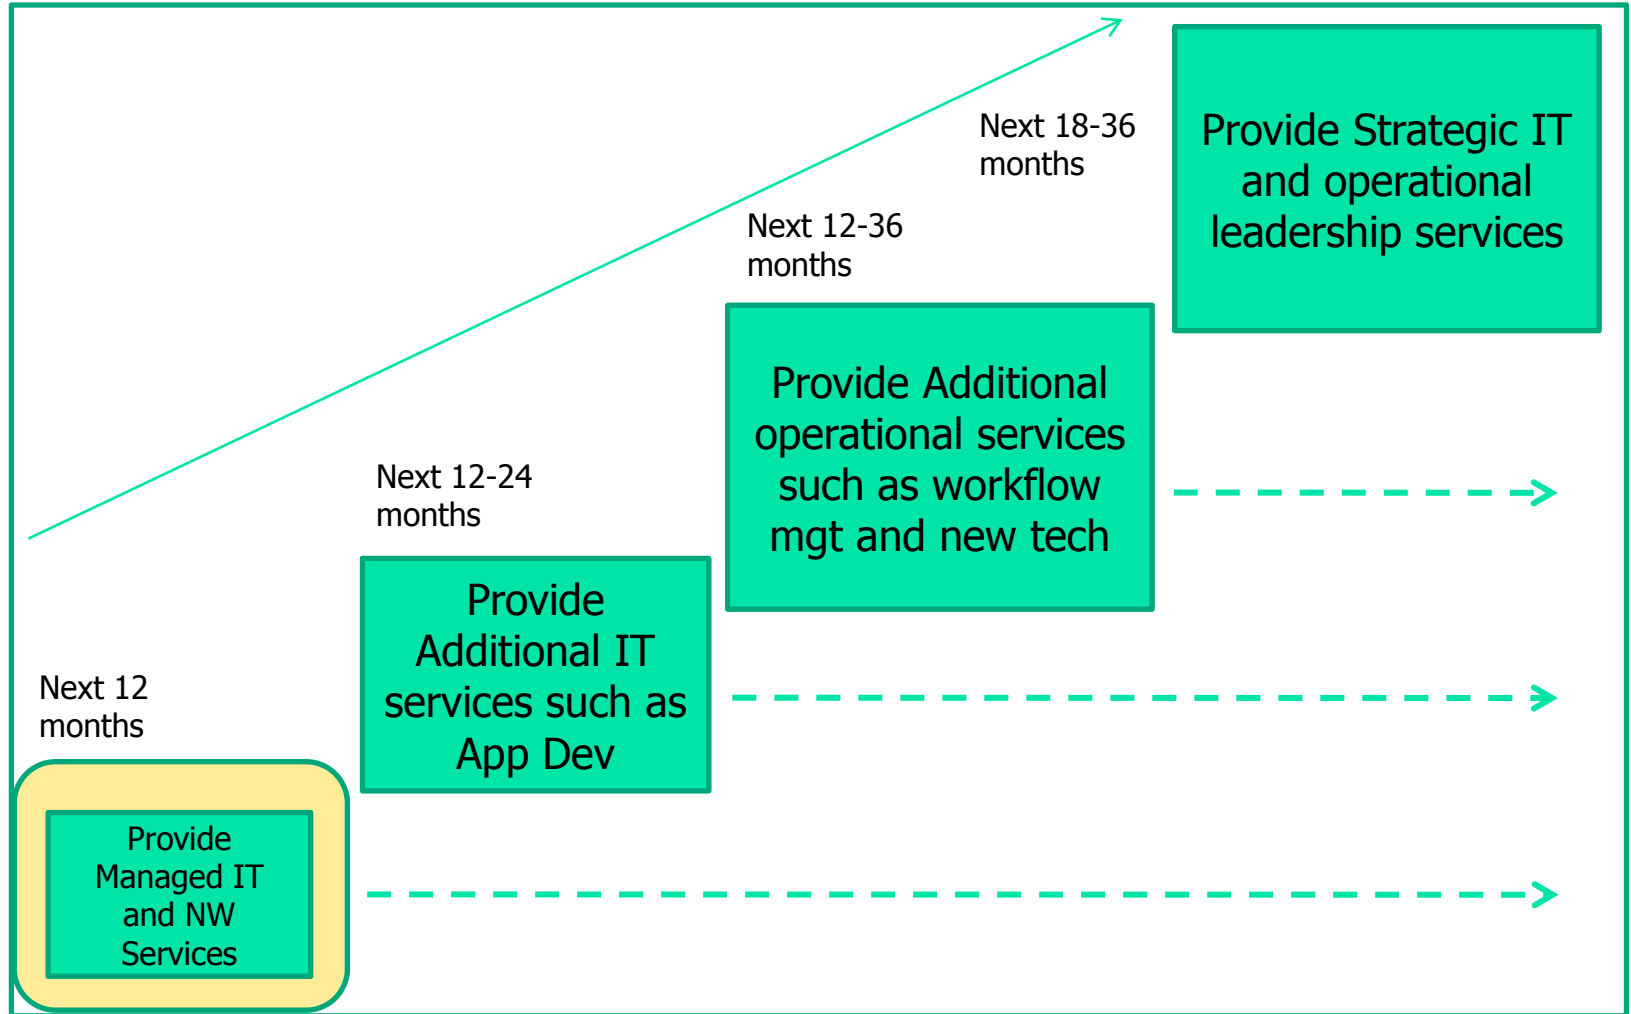 Next 18-36
months
Provide Strategic IT
and operational
leadership services
Next 12-36
months
Provide Additional
operational services
such as workflow
mgt and new tech
Next 12-24
months
Provide
Additional IT
services such as
App Dev
Next 12
months
Provide
Managed IT
and NW
Services